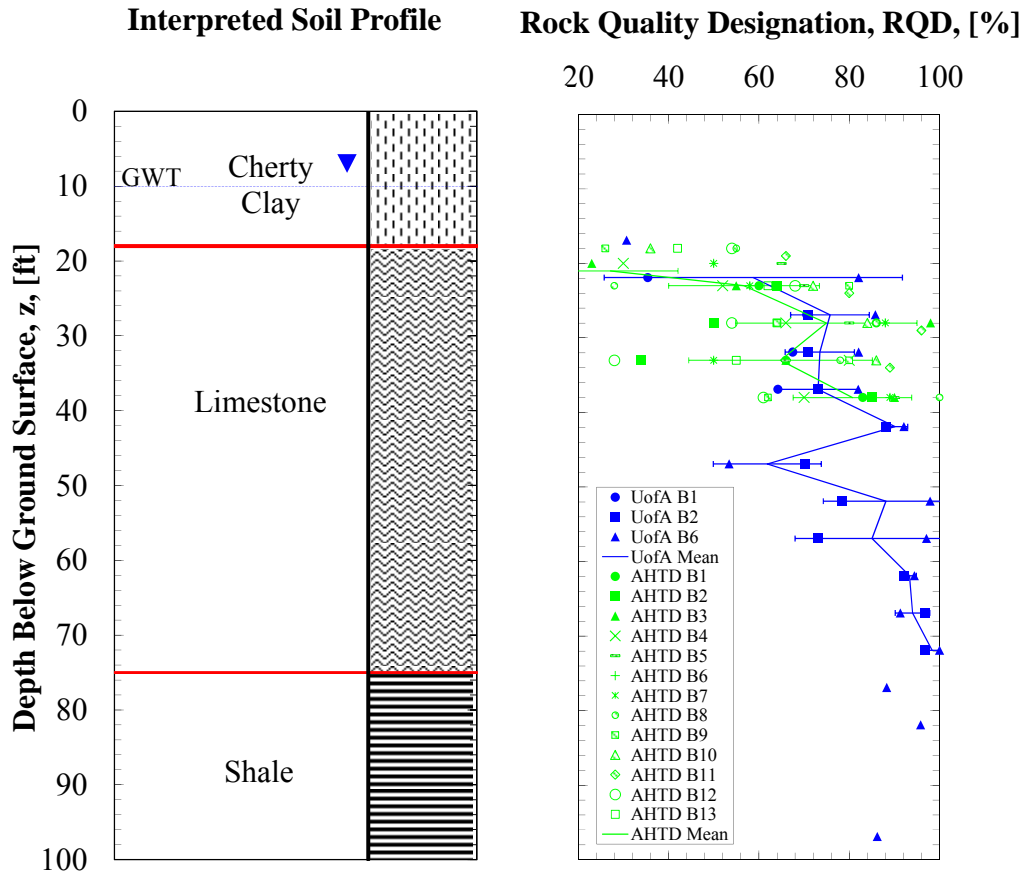 Interpreted Soil Profile
Rock Quality Designation, RQD, [%]
20 40 60 80 100
Depth Below Ground Surface, z, [ft]
0
10
20
30
40
50
60
70
80
90
100
GWT
Cherty
Clay
Limestone
Shale
UofA B1
UofA B2
UofA B6
UofA Mean
AHTD B1
AHTD B2
AHTD B3
AHTD B4
AHTD B5
AHTD B6
AHTD B7
AHTD B8
AHTD B9
AHTD B10
AHTD B11
AHTD B12
AHTD B13
AHTD Mean